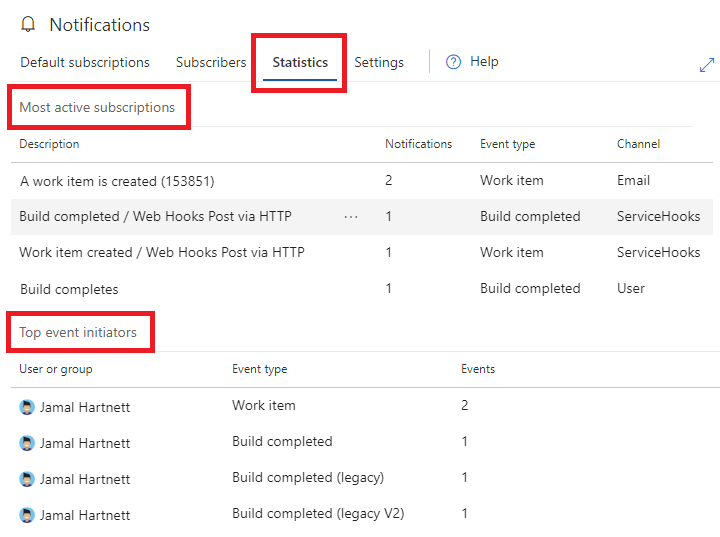 Notifications
Default subscriptions Subscribers Statistics Settings Help
Most active subscriptions
Description Notifications Event type Channel
A work item is created (153851) 2 Work item Email
Build completed / Web Hooks Post via HTTP ... 1 Build completed ServiceHooks
Work item created / Web Hooks Post via HTTP 1 Work item ServiceHooks
Build completes 1 Build completed User
Top event initiators
User or group Event type Events
Jamal Hartnett Work item 2
Jamal Hartnett Build completed 1
Jamal Hartnett Build completed (legacy) 1
Jamal Hartnett Build completed (legacy V2) 1